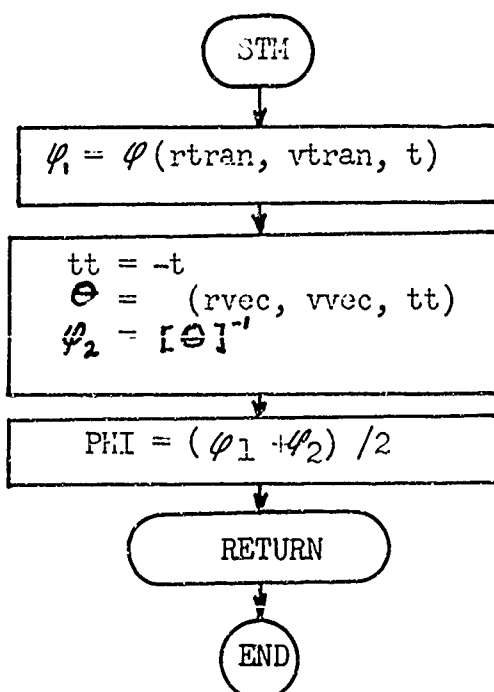 STM
φ₁ = φ(rtran, vtran, t)
tt = -t
Θ = (rvec, vvec, tt)
φ₂ = [Θ]⁻¹
PHI = (φ1 + φ2) /2
RETURN
END